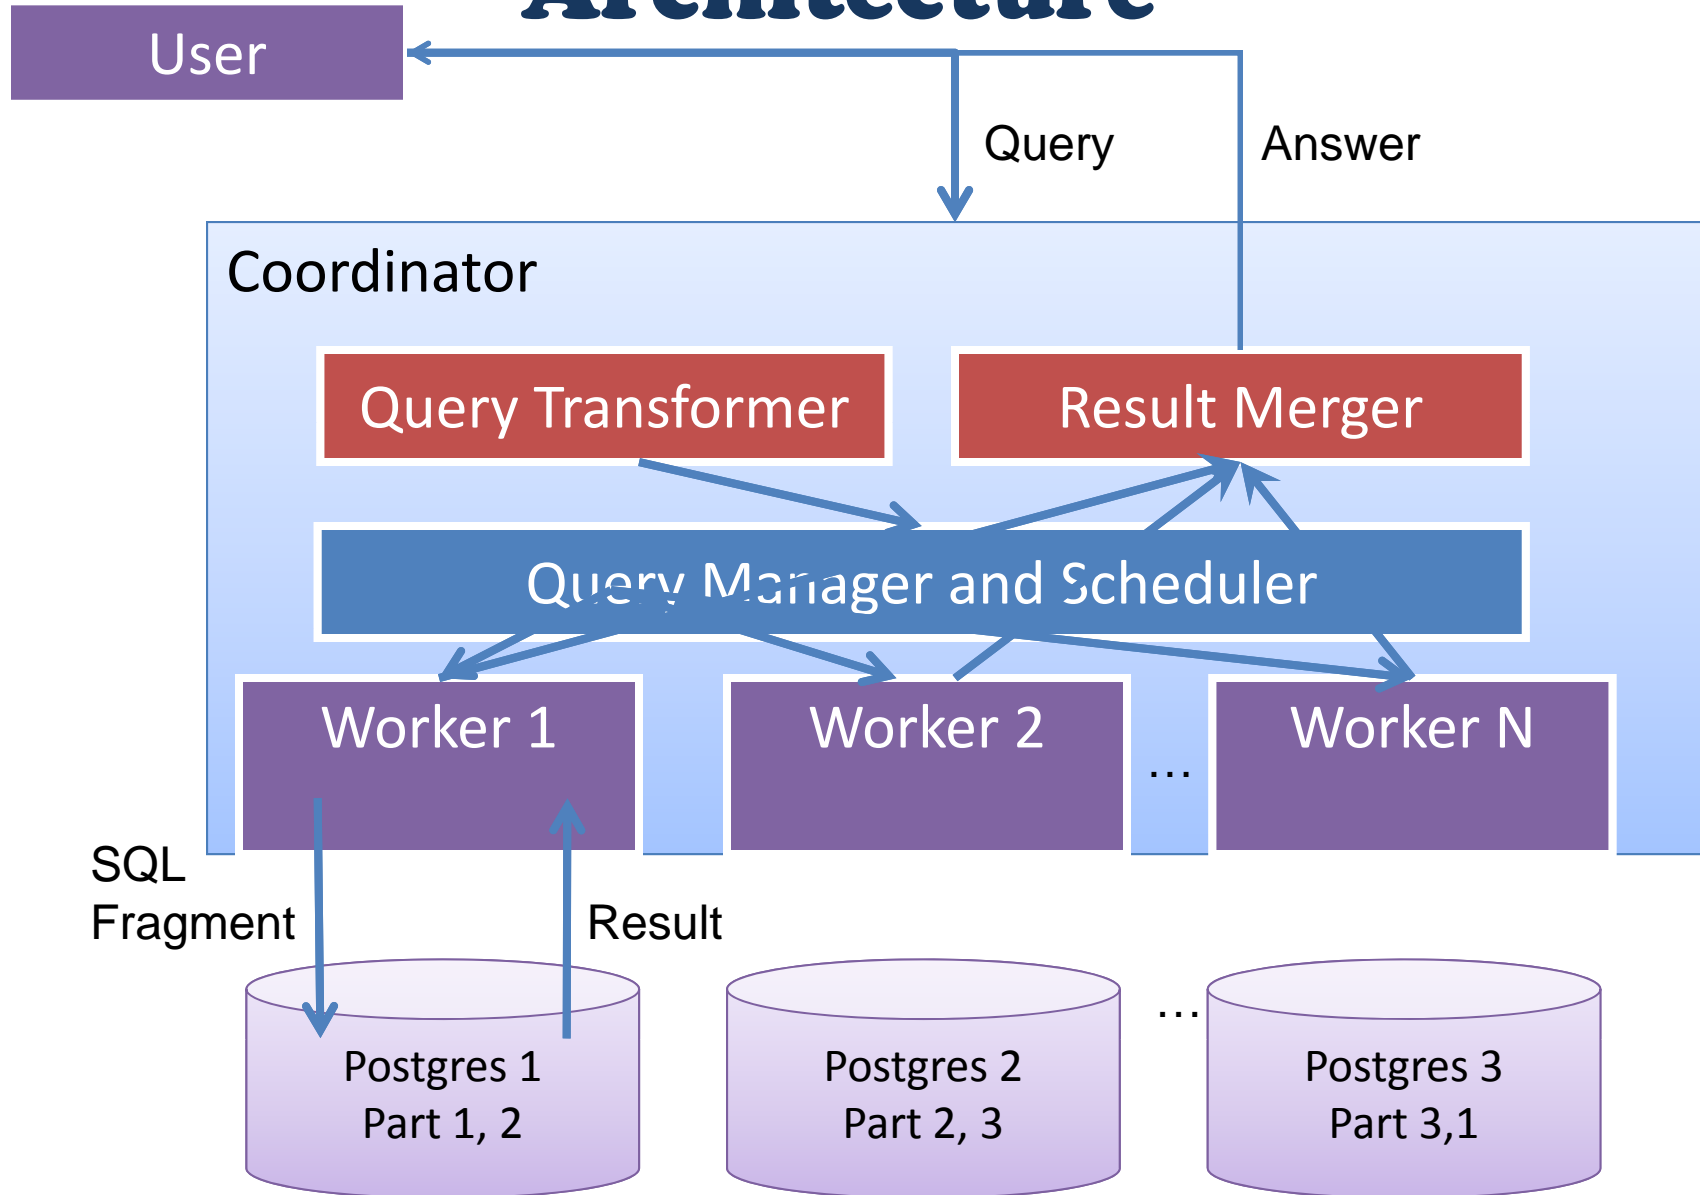 Architecture
User
Query
Answer
Coordinator
Query Transformer
Result Merger
Query Manager and Scheduler
Worker 1
Worker 2
...
Worker N
SQL
Fragment
Result
...
Postgres 1
Part 1, 2
Postgres 2
Part 2, 3
Postgres 3
Part 3,1